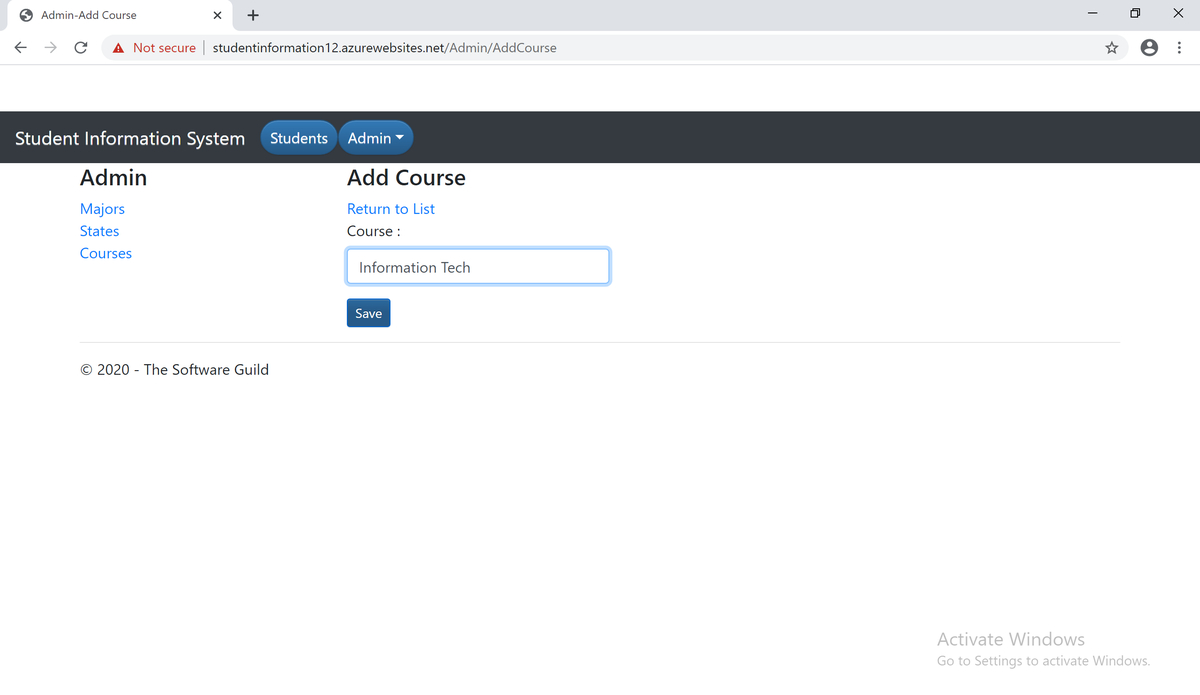 Admin-Add Course
Not secure studentinformation12.azurewebsites.net/Admin/AddCourse
Student Information System Students Admin
Admin
Majors
States
Courses
Add Course
Return to List
Course :
Information Tech
Save
© 2020 - The Software Guild
Activate Windows
Go to Settings to activate Windows.